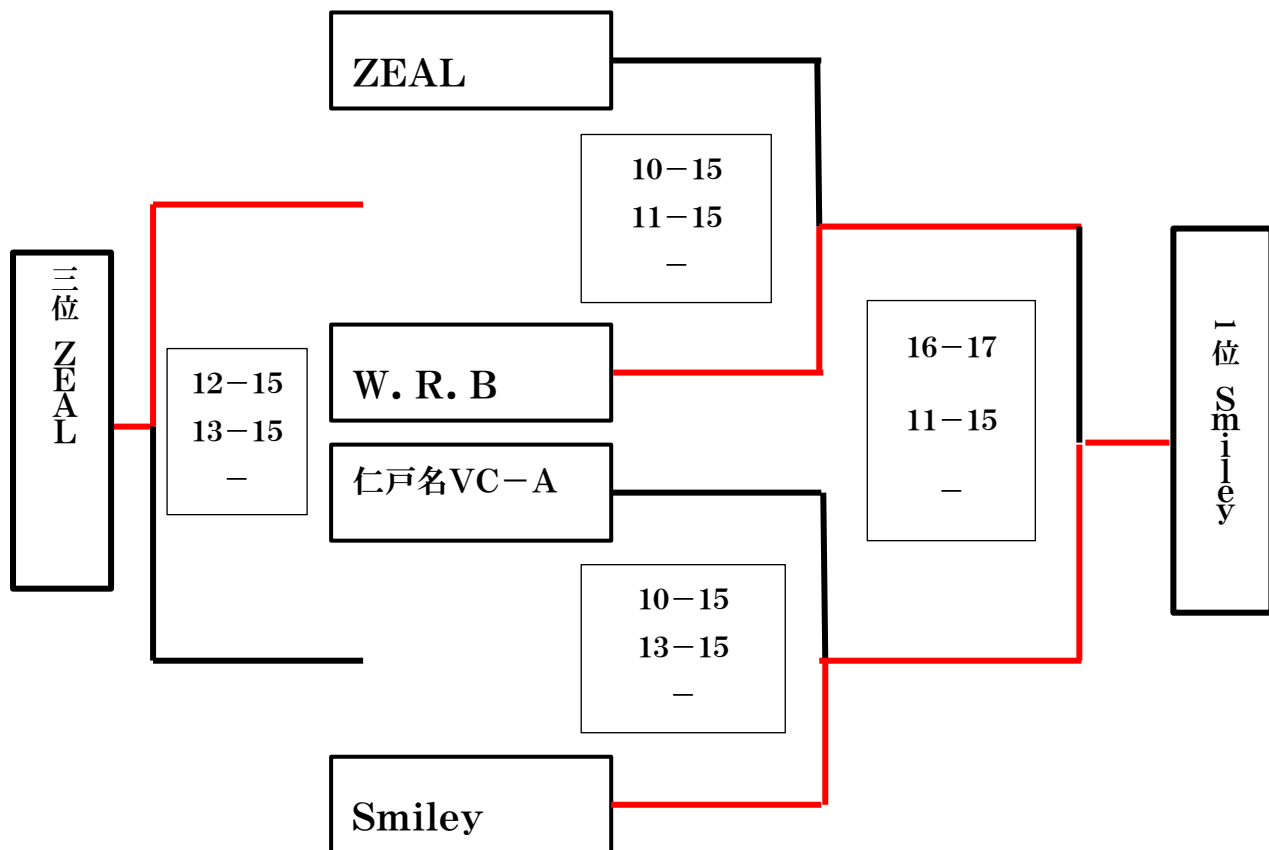 ZEAL
10－15
11－15
－
三位 ZEAL
12－15
13－15
－
W．R．B
16－17
11－15
－
1位 Smiley
仁戸名VC－A
10－15
13－15
－
Smiley